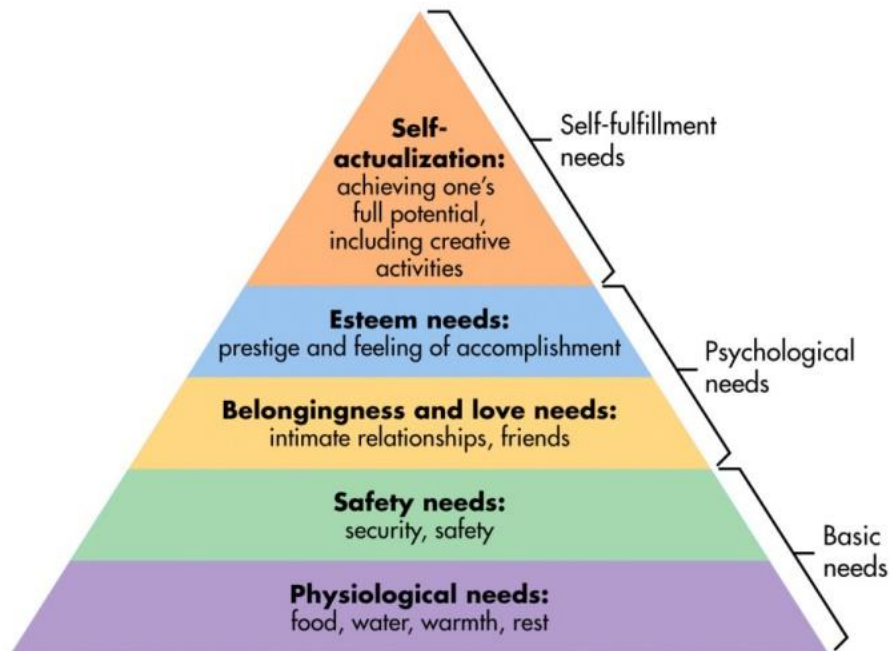 Self-
actualization:
achieving one's
full potential,
including creative
activities
Self-fulfillment
needs
Esteem needs:
prestige and feeling of accomplishment
Psychological
needs
Belongingness and love needs:
intimate relationships, friends
Safety needs:
security, safety
Basic
needs
Physiological needs:
food, water, warmth, rest